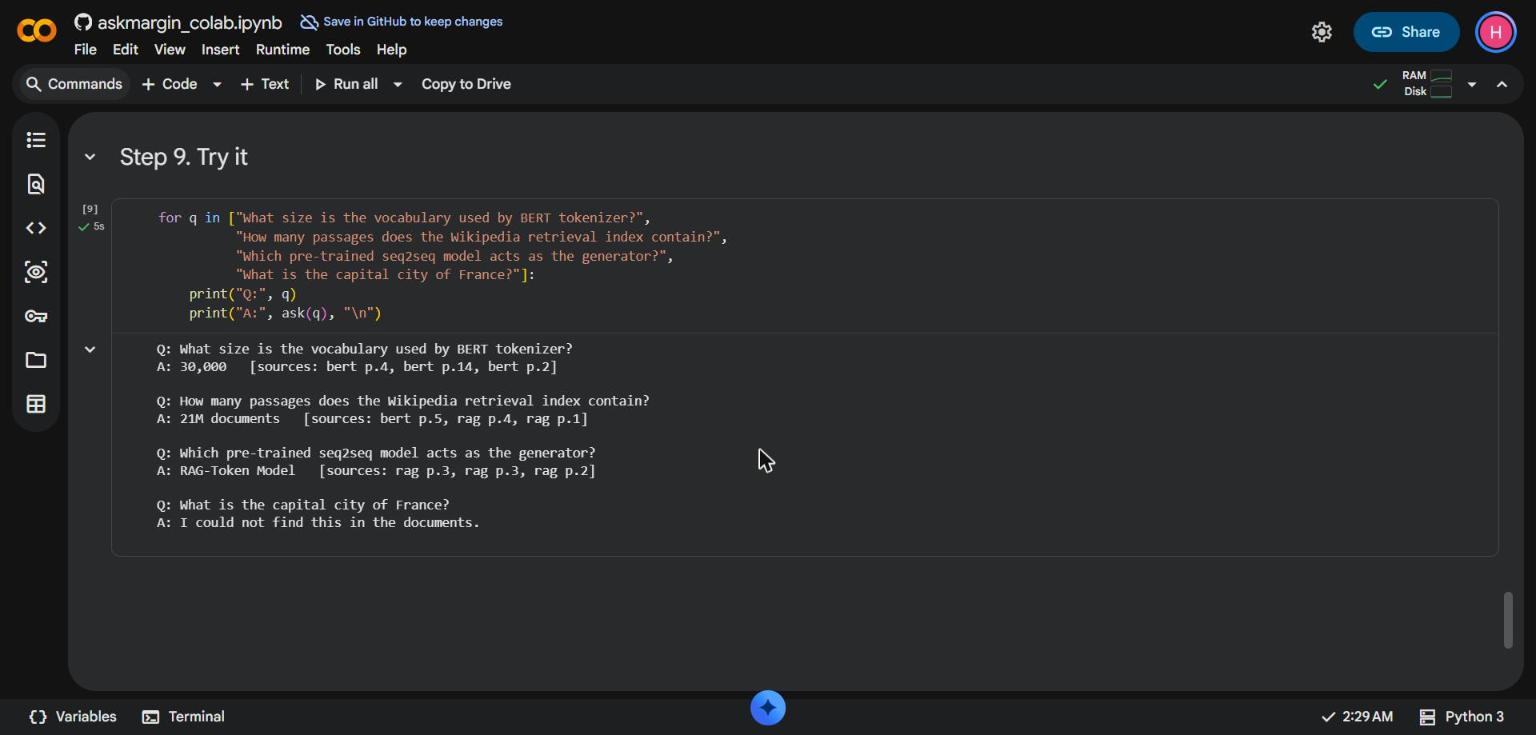 askmargin_colab.ipynb Save in GitHub to keep changes
File Edit View Insert Runtime Tools Help
Share
H
Commands + Code + Text Run all Copy to Drive
RAM
Disk
Step 9. Try it
[9]
5s
for q in ["What size is the vocabulary used by BERT tokenizer?",
"How many passages does the Wikipedia retrieval index contain?",
"Which pre-trained seq2seq model acts as the generator?",
"What is the capital city of France?"]:
print("Q:", q)
print("A:", ask(q), "\n")
Q: What size is the vocabulary used by BERT tokenizer?
A: 30,000 [sources: bert p.4, bert p.14, bert p.2]
Q: How many passages does the Wikipedia retrieval index contain?
A: 21M documents [sources: bert p.5, rag p.4, rag p.1]
Q: Which pre-trained seq2seq model acts as the generator?
A: RAG-Token Model [sources: rag p.3, rag p.3, rag p.2]
Q: What is the capital city of France?
A: I could not find this in the documents.
Variables Terminal 2:29 AM Python 3